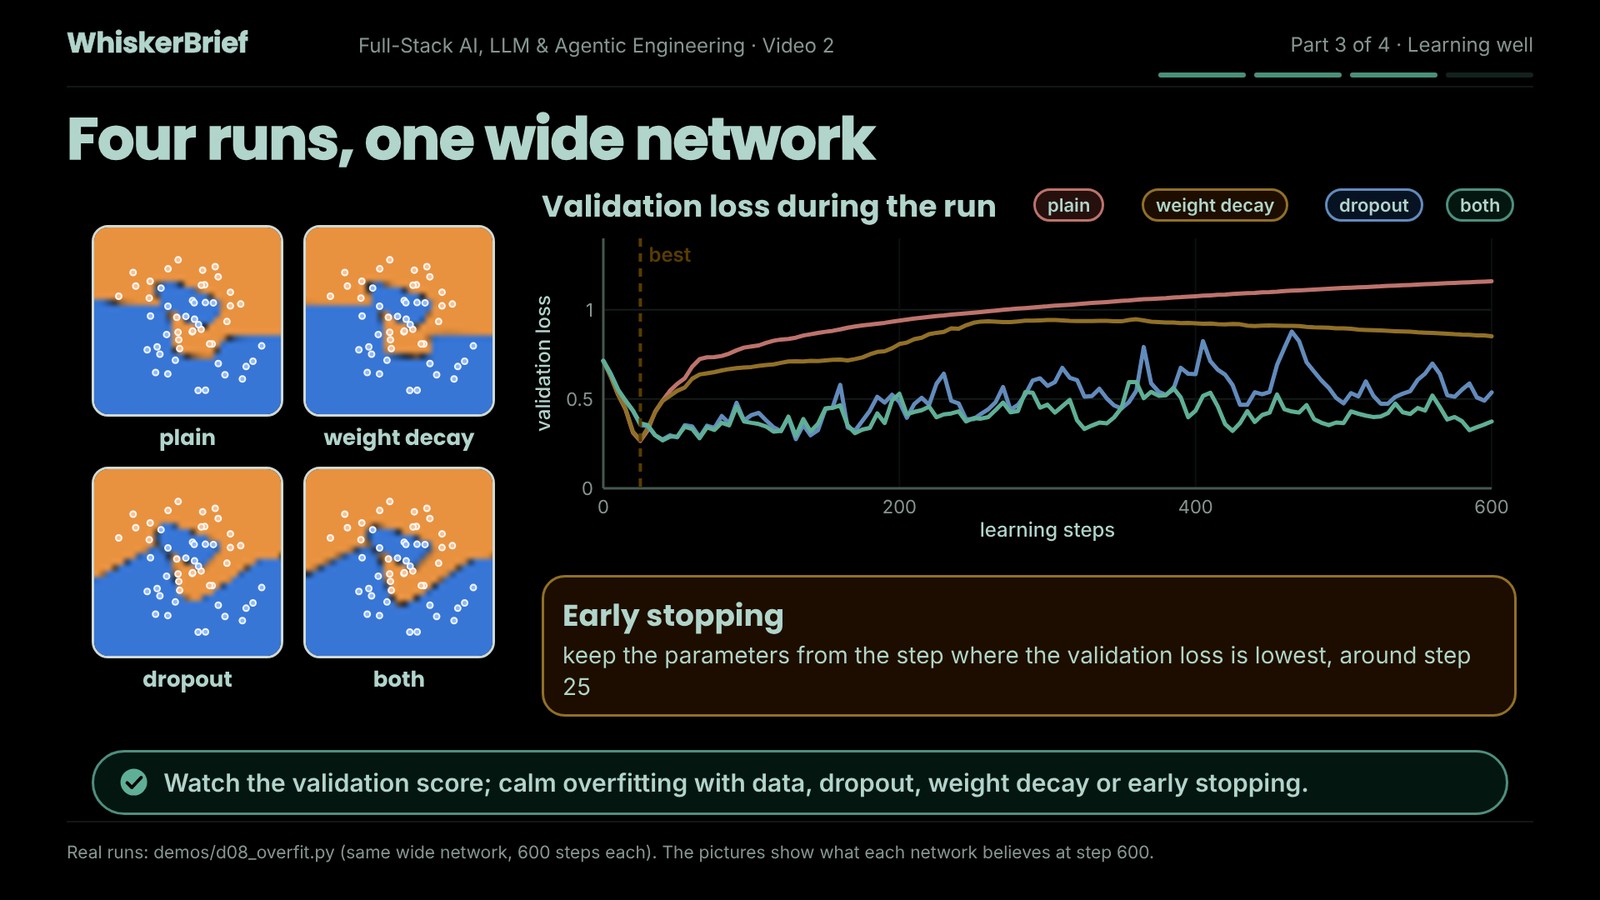 WhiskerBrief
Full-Stack AI, LLM & Agentic Engineering · Video 2
Part 3 of 4 · Learning well
Four runs, one wide network
plain
weight decay
dropout
both
Validation loss during the run
plain
weight decay
dropout
both
best
validation loss
1
0.5
0
0
200
400
600
learning steps
Early stopping
keep the parameters from the step where the validation loss is lowest, around step
25
Watch the validation score; calm overfitting with data, dropout, weight decay or early stopping.
Real runs: demos/d08_overfit.py (same wide network, 600 steps each). The pictures show what each network believes at step 600.